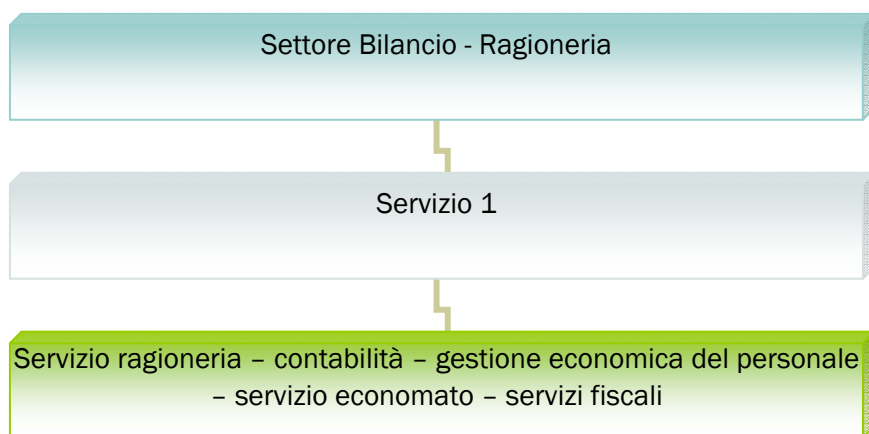 Settore Bilancio - Ragioneria
Servizio 1
Servizio ragioneria – contabilità – gestione economica del personale
– servizio economato – servizi fiscali